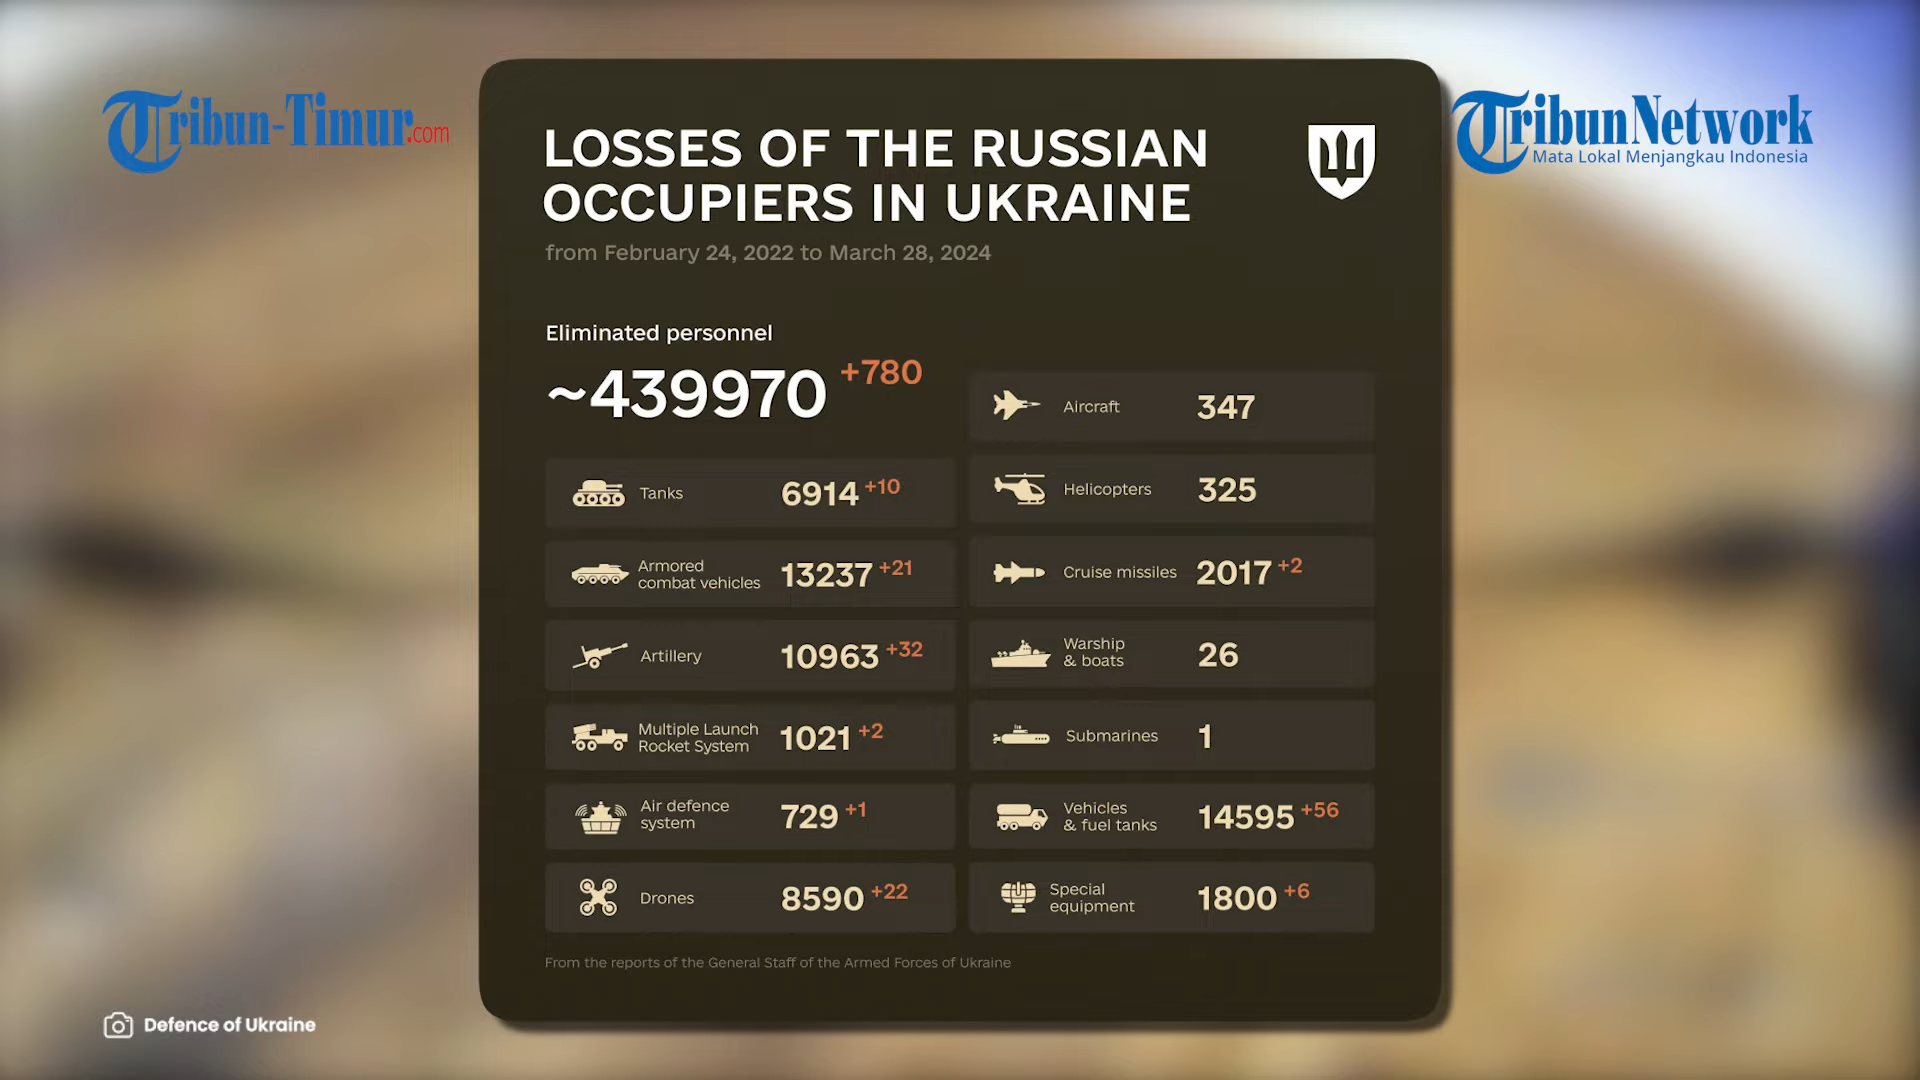 Tribun-Timur.com
TribunNetwork
Mata Lokal Menjangkau Indonesia
LOSSES OF THE RUSSIAN
OCCUPIERS IN UKRAINE
from February 24, 2022 to March 28, 2024
Eliminated personnel
~439970 +780
Tanks 6914 +10
Armored
combat vehicles 13237 +21
Artillery 10963 +32
Multiple Launch
Rocket System 1021 +2
Air defence
system 729 +1
Drones 8590 +22
Aircraft 347
Helicopters 325
Cruise missiles 2017 +2
Warship
& boats 26
Submarines 1
Vehicles
& fuel tanks 14595 +56
Special
equipment 1800 +6
From the reports of the General Staff of the Armed Forces of Ukraine
Defence of Ukraine